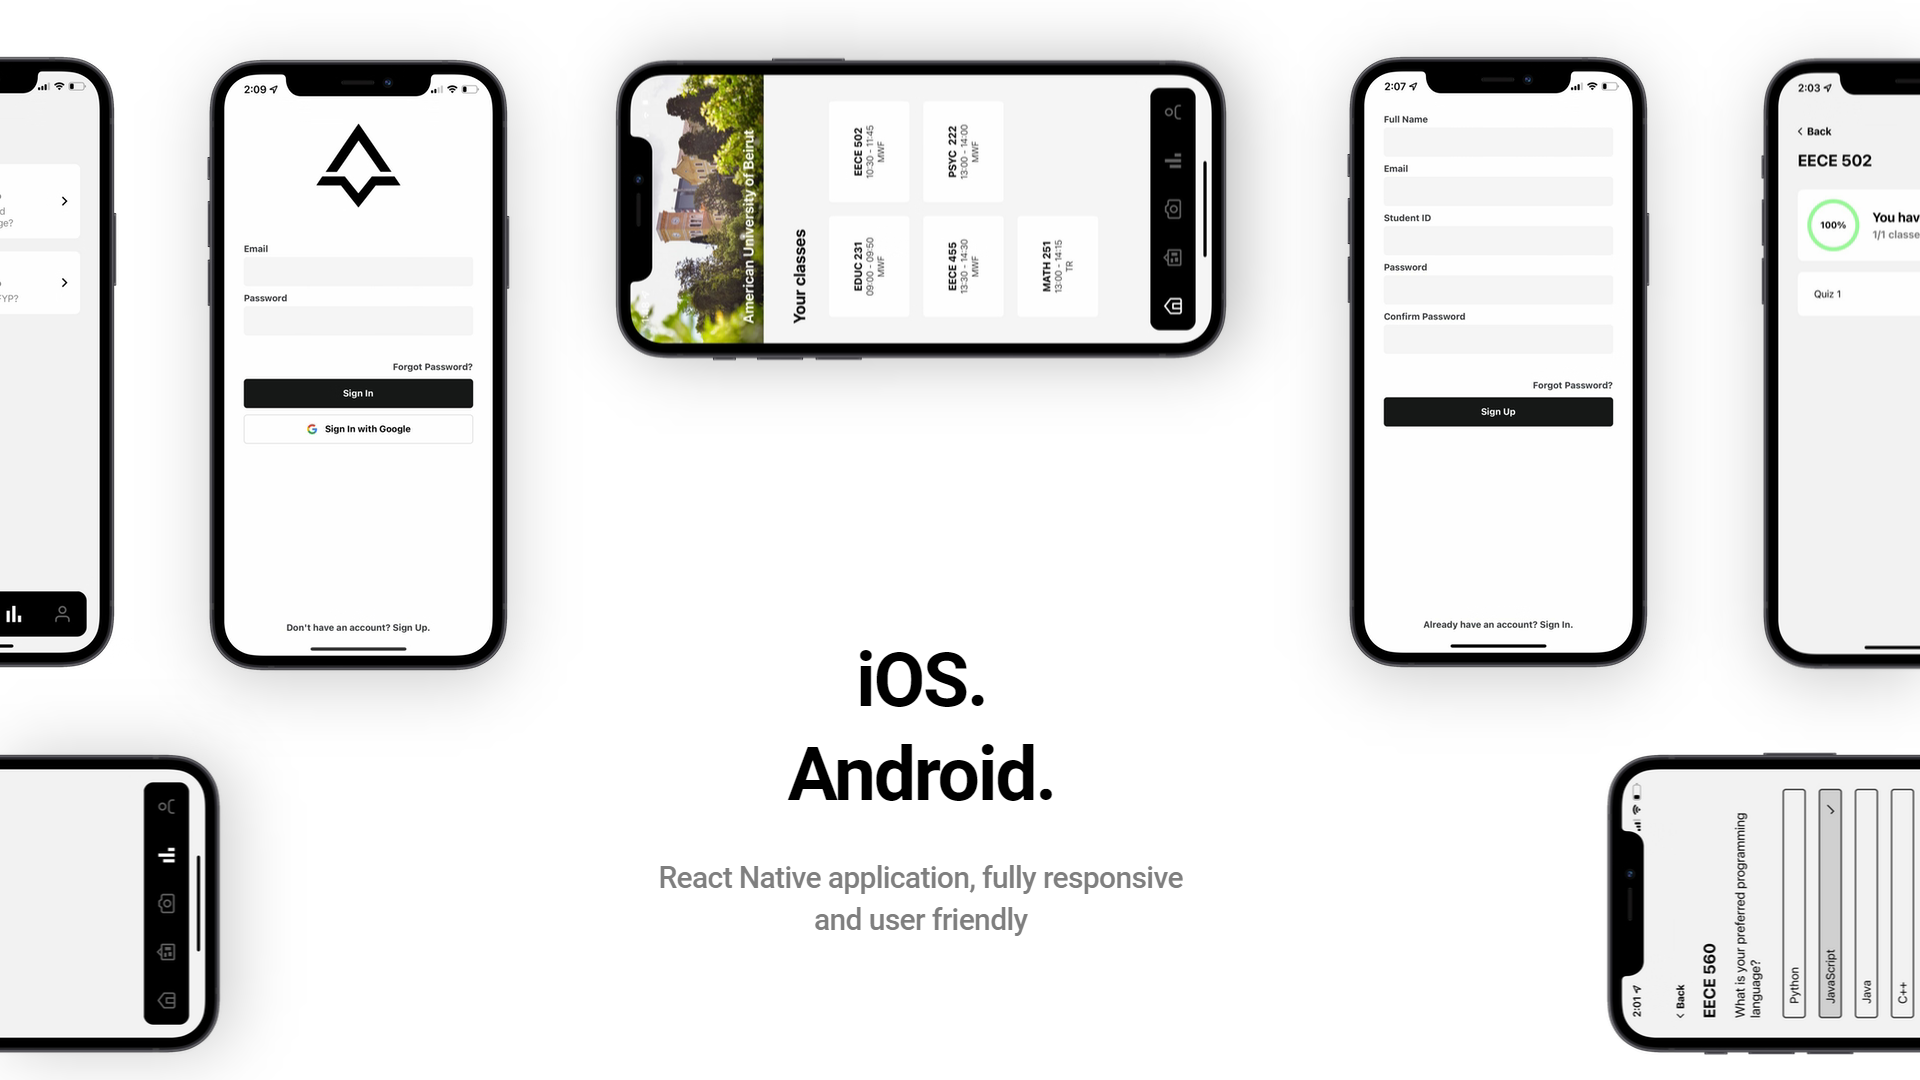 d
ge?
FYP?
2:09
Email
Password
Forgot Password?
Sign In
Sign In with Google
Don't have an account? Sign Up.
American University of Beirut
Your classes
EDUC 231
09:00 - 09:50
MWF
EECE 502
10:30 - 11:45
MWF
EECE 455
13:30 - 14:30
MWF
PSYC 222
13:00 - 14:00
MWF
MATH 251
13:00 - 14:15
TR
2:07
Full Name
Email
Student ID
Password
Confirm Password
Forgot Password?
Sign Up
Already have an account? Sign In.
2:03
Back
EECE 502
100%
You hav
1/1 classe
Quiz 1
iOS.
Android.
React Native application, fully responsive
and user friendly
2:01
Back
EECE 560
What is your preferred programming
language?
Python
JavaScript
Java
C++